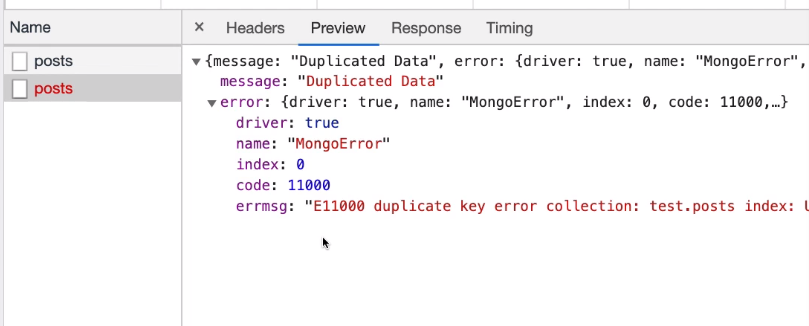 Name
× Headers Preview Response Timing
posts
posts
▼{message: "Duplicated Data", error: {driver: true, name: "MongoError",
message: "Duplicated Data"
▼error: {driver: true, name: "MongoError", index: 0, code: 11000,…}
driver: true
name: "MongoError"
index: 0
code: 11000
errmsg: "E11000 duplicate key error collection: test.posts index: